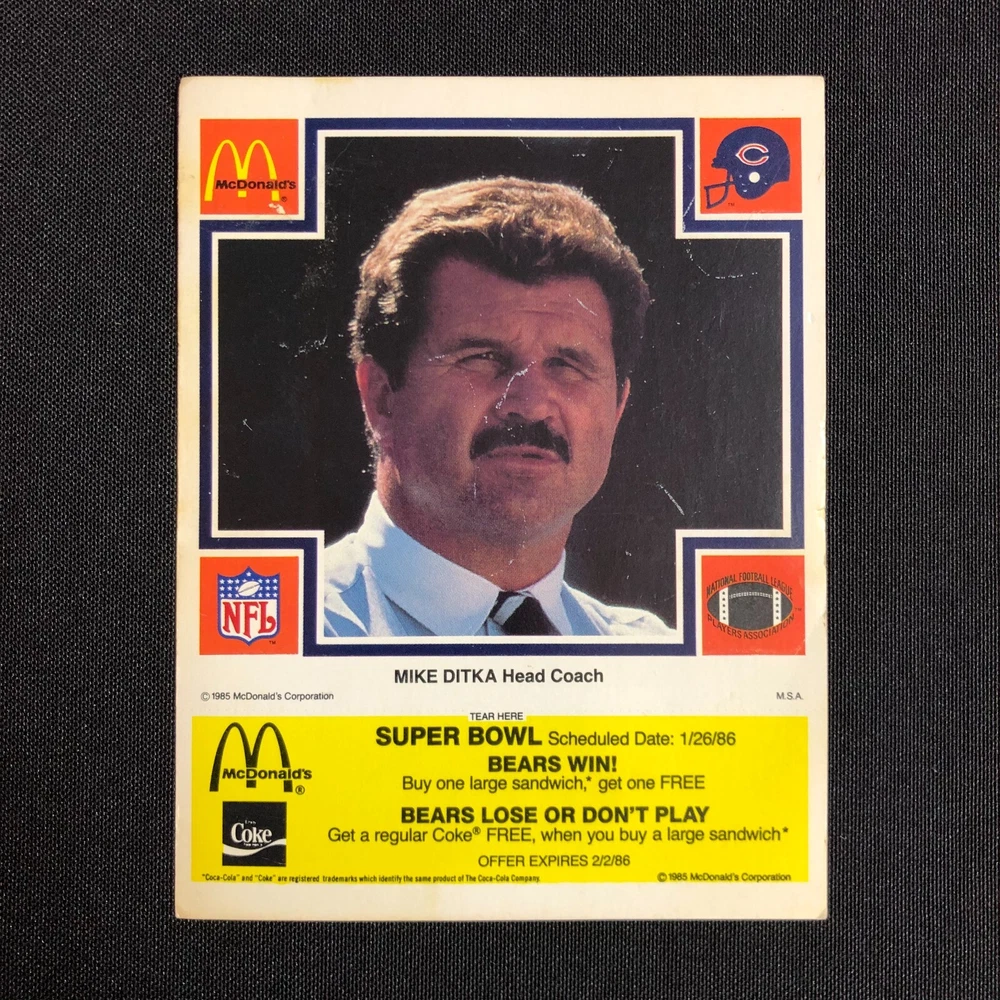 McDonald's®
C
™
NFL
™
NATIONAL FOOTBALL LEAGUE
PLAYERS ASSOCIATION™
MIKE DITKA Head Coach
© 1985 McDonald's Corporation
M.S.A.
TEAR HERE
McDonald's®
SUPER BOWL Scheduled Date: 1/26/86
BEARS WIN!
Buy one large sandwich,* get one FREE
Coke
BEARS LOSE OR DON'T PLAY
Get a regular Coke® FREE, when you buy a large sandwich*
OFFER EXPIRES 2/2/86
"Coca-Cola" and "Coke" are registered trademarks which identify the same product of The Coca-Cola Company.
© 1985 McDonald's Corporation